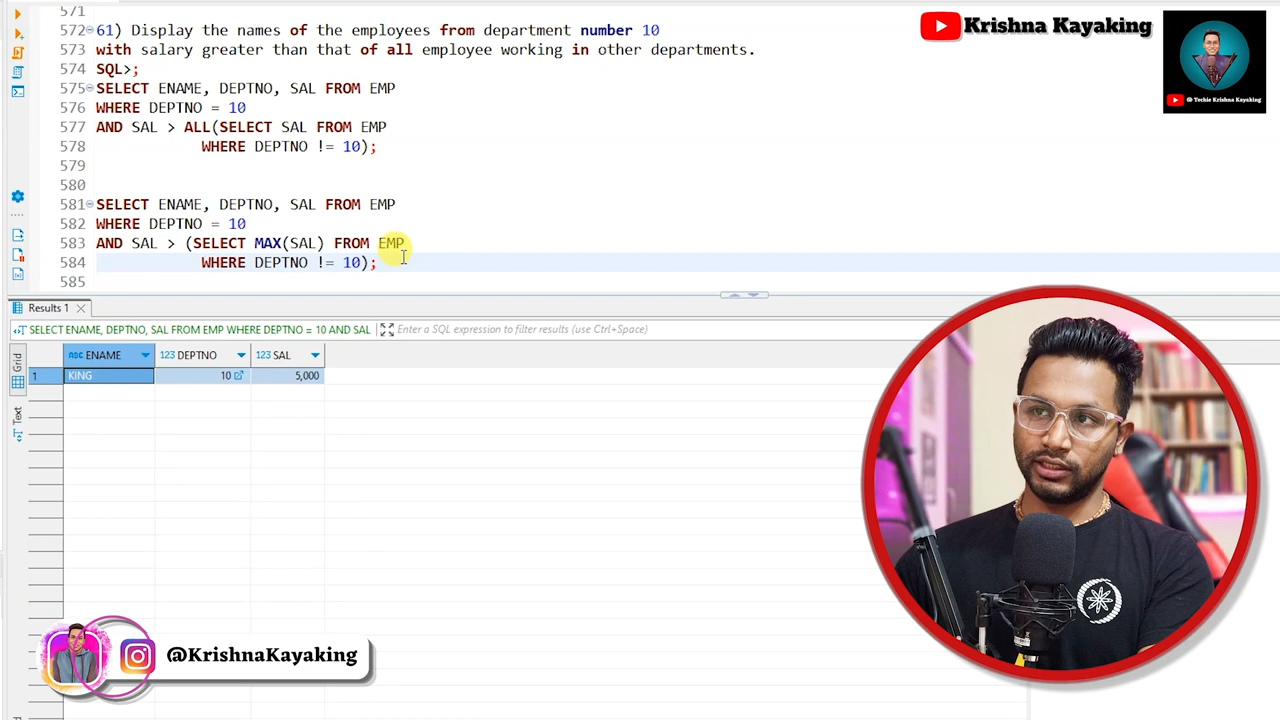 571
572 61) Display the names of the employees from department number 10
573 with salary greater than that of all employee working in other departments.
574 SQL>;
575 SELECT ENAME, DEPTNO, SAL FROM EMP
576 WHERE DEPTNO = 10
577 AND SAL > ALL(SELECT SAL FROM EMP
578 WHERE DEPTNO != 10);
579
580
581 SELECT ENAME, DEPTNO, SAL FROM EMP
582 WHERE DEPTNO = 10
583 AND SAL > (SELECT MAX(SAL) FROM EMP
584 WHERE DEPTNO != 10);
585
Krishna Kayaking
@ Techie Krishna Kayaking
Results 1
SELECT ENAME, DEPTNO, SAL FROM EMP WHERE DEPTNO = 10 AND SAL
Enter a SQL expression to filter results (use Ctrl+Space)
Grid
Text
ABC ENAME 123 DEPTNO 123 SAL
1 KING 10 5,000
@KrishnaKayaking